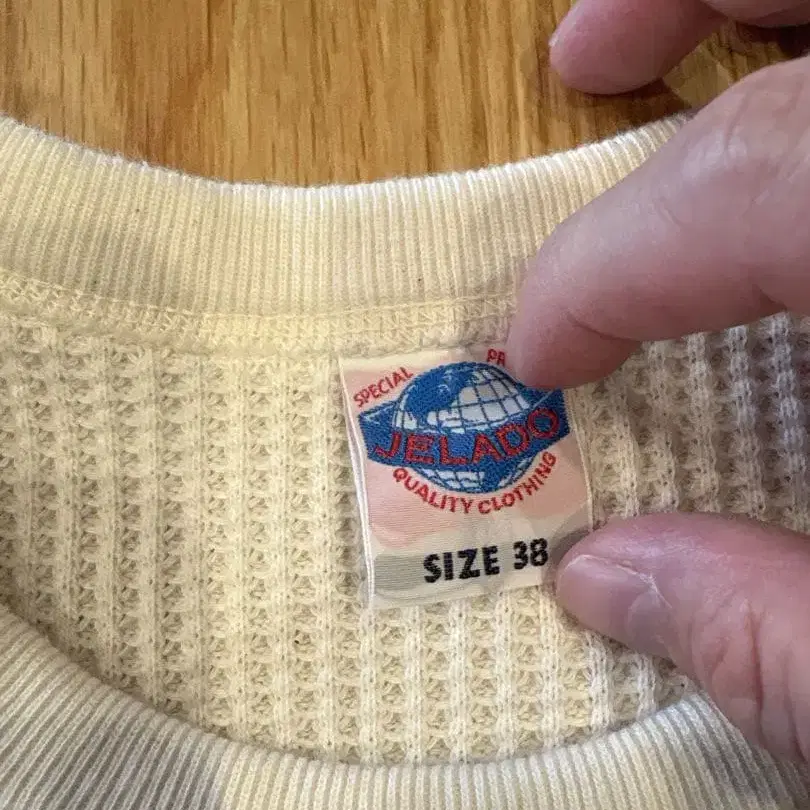 SPECIAL
JELADO
QUALITY CLOTHING
SIZE 38